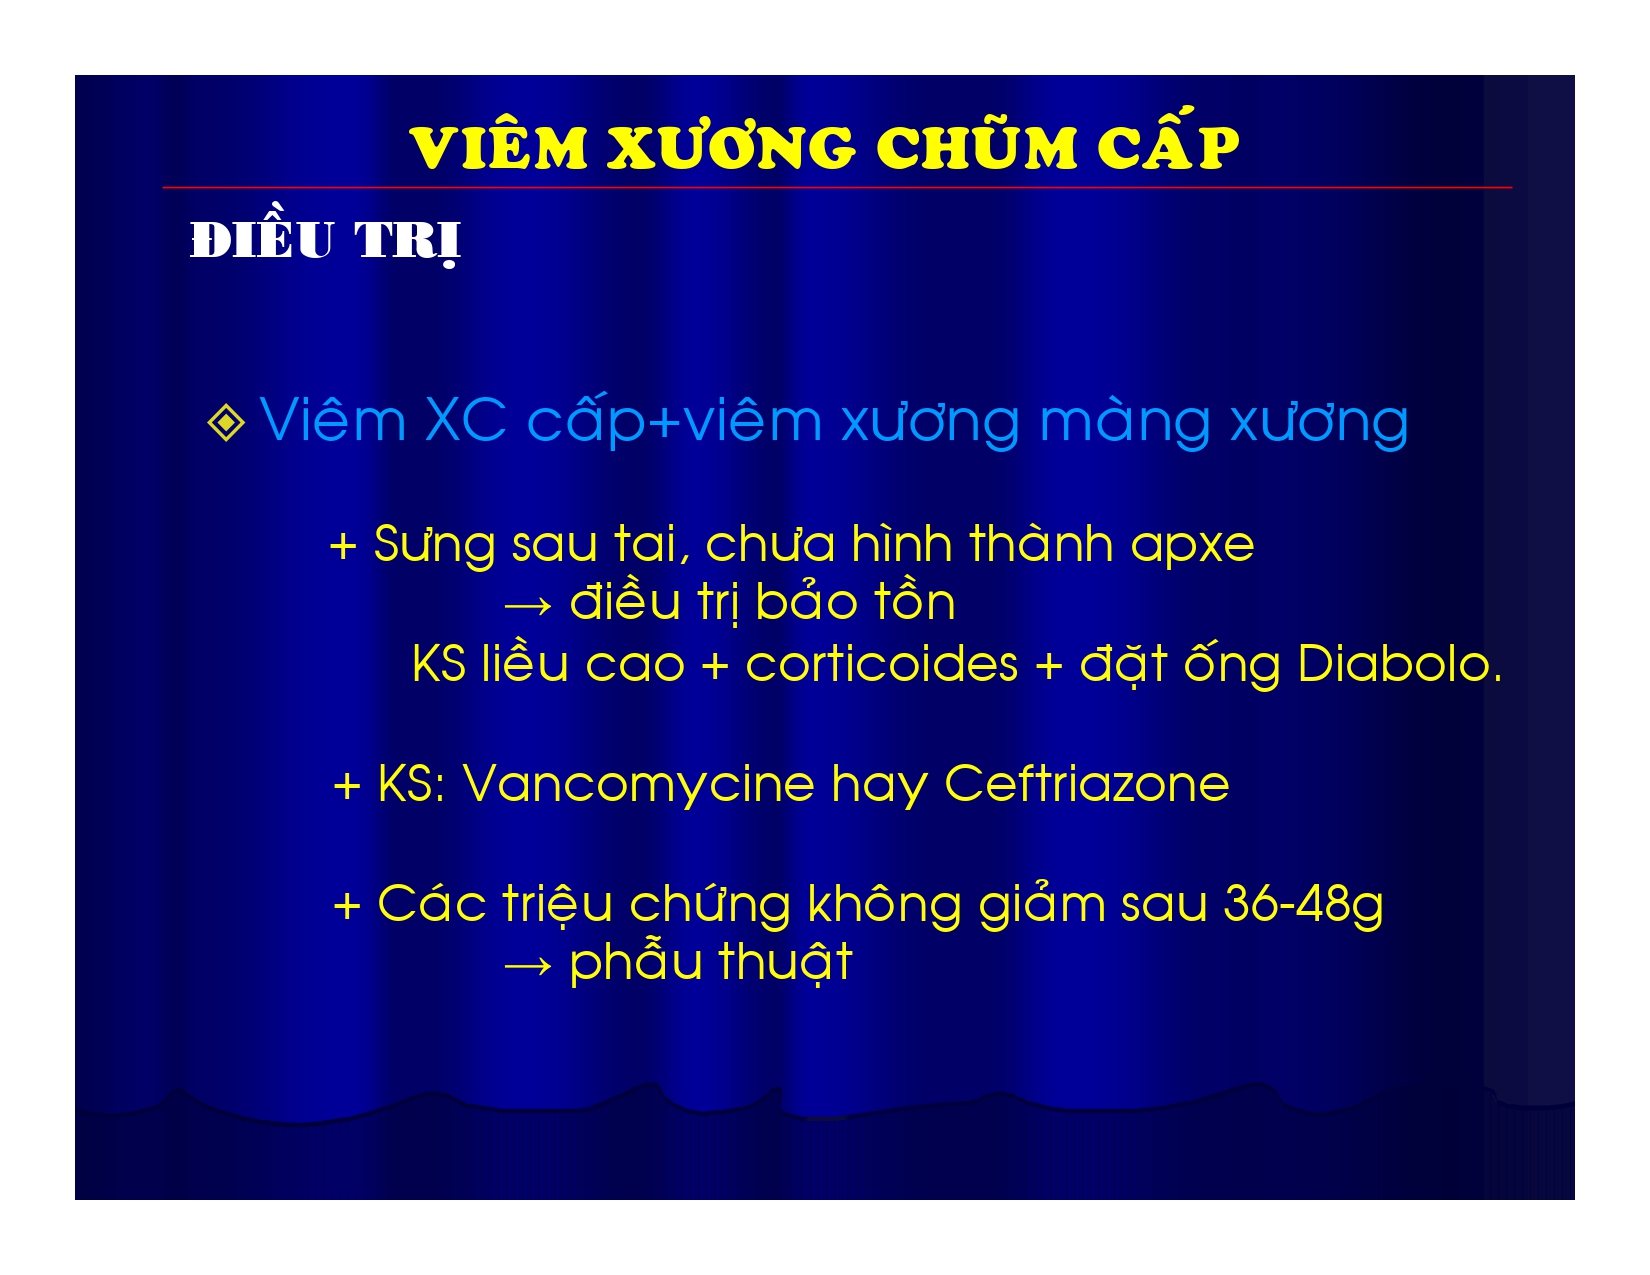 VIÊM XƯƠNG CHŨM CẤP
ĐIỀU TRỊ
Viêm XC cấp+viêm xương màng xương
+ Sưng sau tai, chưa hình thành apxe
→ điều trị bảo tồn
KS liều cao + corticoides + đặt ống Diabolo.
+ KS: Vancomycine hay Ceftriazone
+ Các triệu chứng không giảm sau 36-48g
→ phẫu thuật